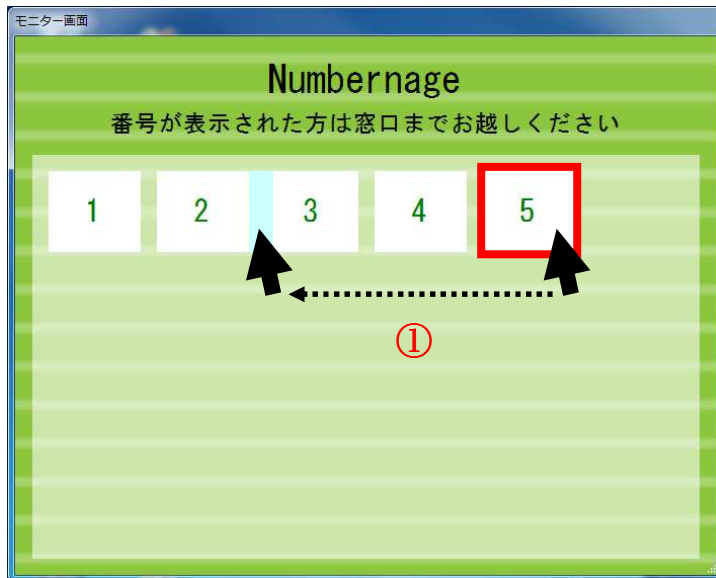 モニター画面
Numbernage
番号が表示された方は窓口までお越しください
1 2 3 4 5
①